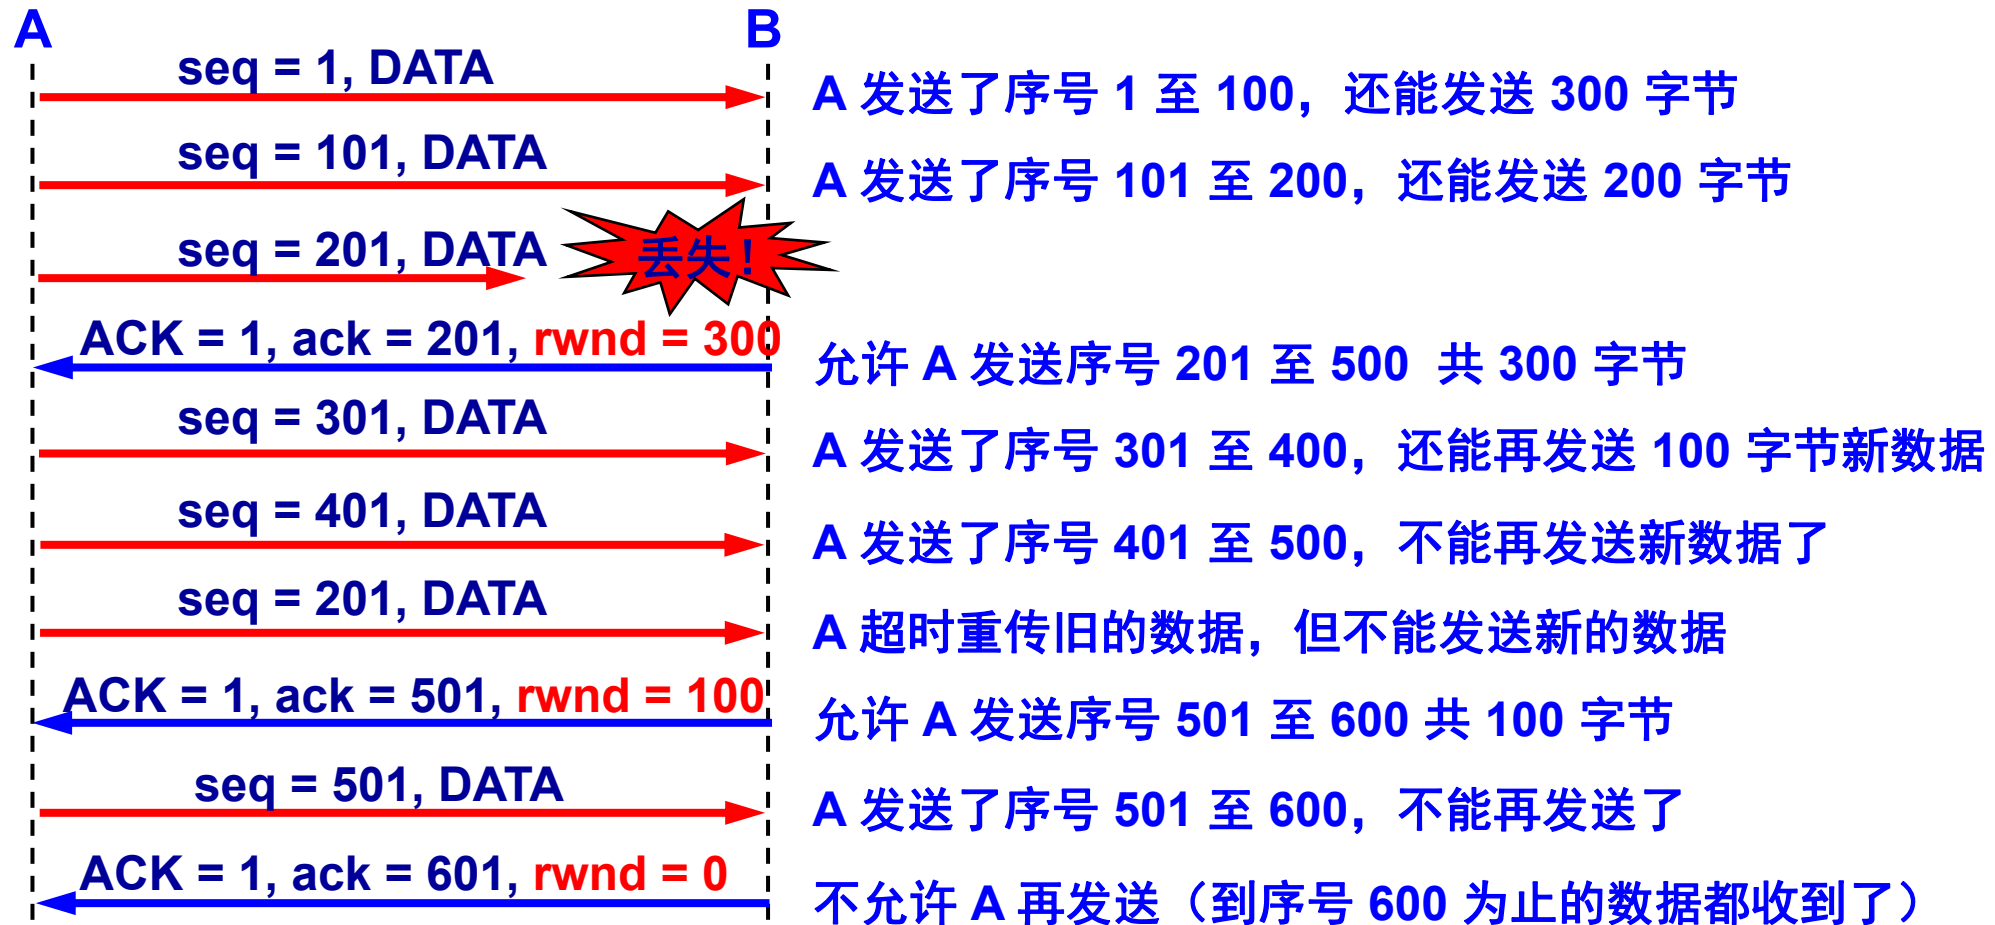 A B
seq = 1, DATA
A 发送了序号 1 至 100，还能发送 300 字节
seq = 101, DATA
A 发送了序号 101 至 200，还能发送 200 字节
seq = 201, DATA
丢失！
ACK = 1, ack = 201, rwnd = 300
允许 A 发送序号 201 至 500 共 300 字节
seq = 301, DATA
A 发送了序号 301 至 400，还能再发送 100 字节新数据
seq = 401, DATA
A 发送了序号 401 至 500，不能再发送新数据了
seq = 201, DATA
A 超时重传旧的数据，但不能发送新的数据
ACK = 1, ack = 501, rwnd = 100
允许 A 发送序号 501 至 600 共 100 字节
seq = 501, DATA
A 发送了序号 501 至 600，不能再发送了
ACK = 1, ack = 601, rwnd = 0
不允许 A 再发送（到序号 600 为止的数据都收到了）